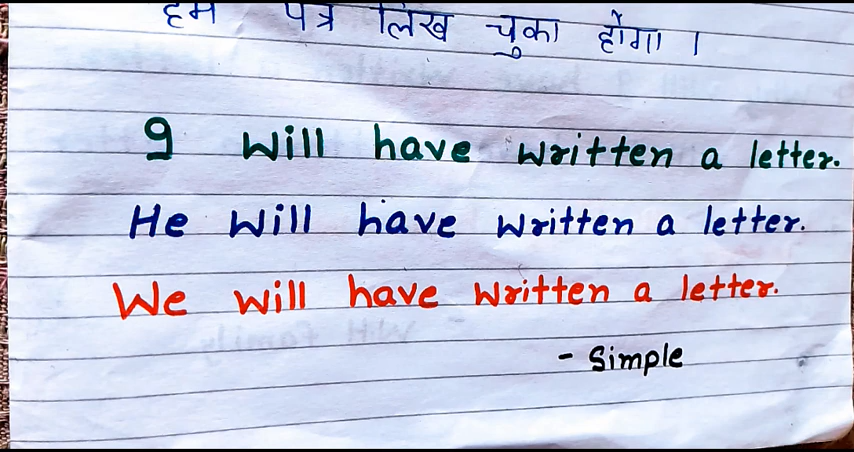 हम पत्र लिख चुका होगा ।
I will have written a letter.
He will have written a letter.
We will have written a letter.
- Simple